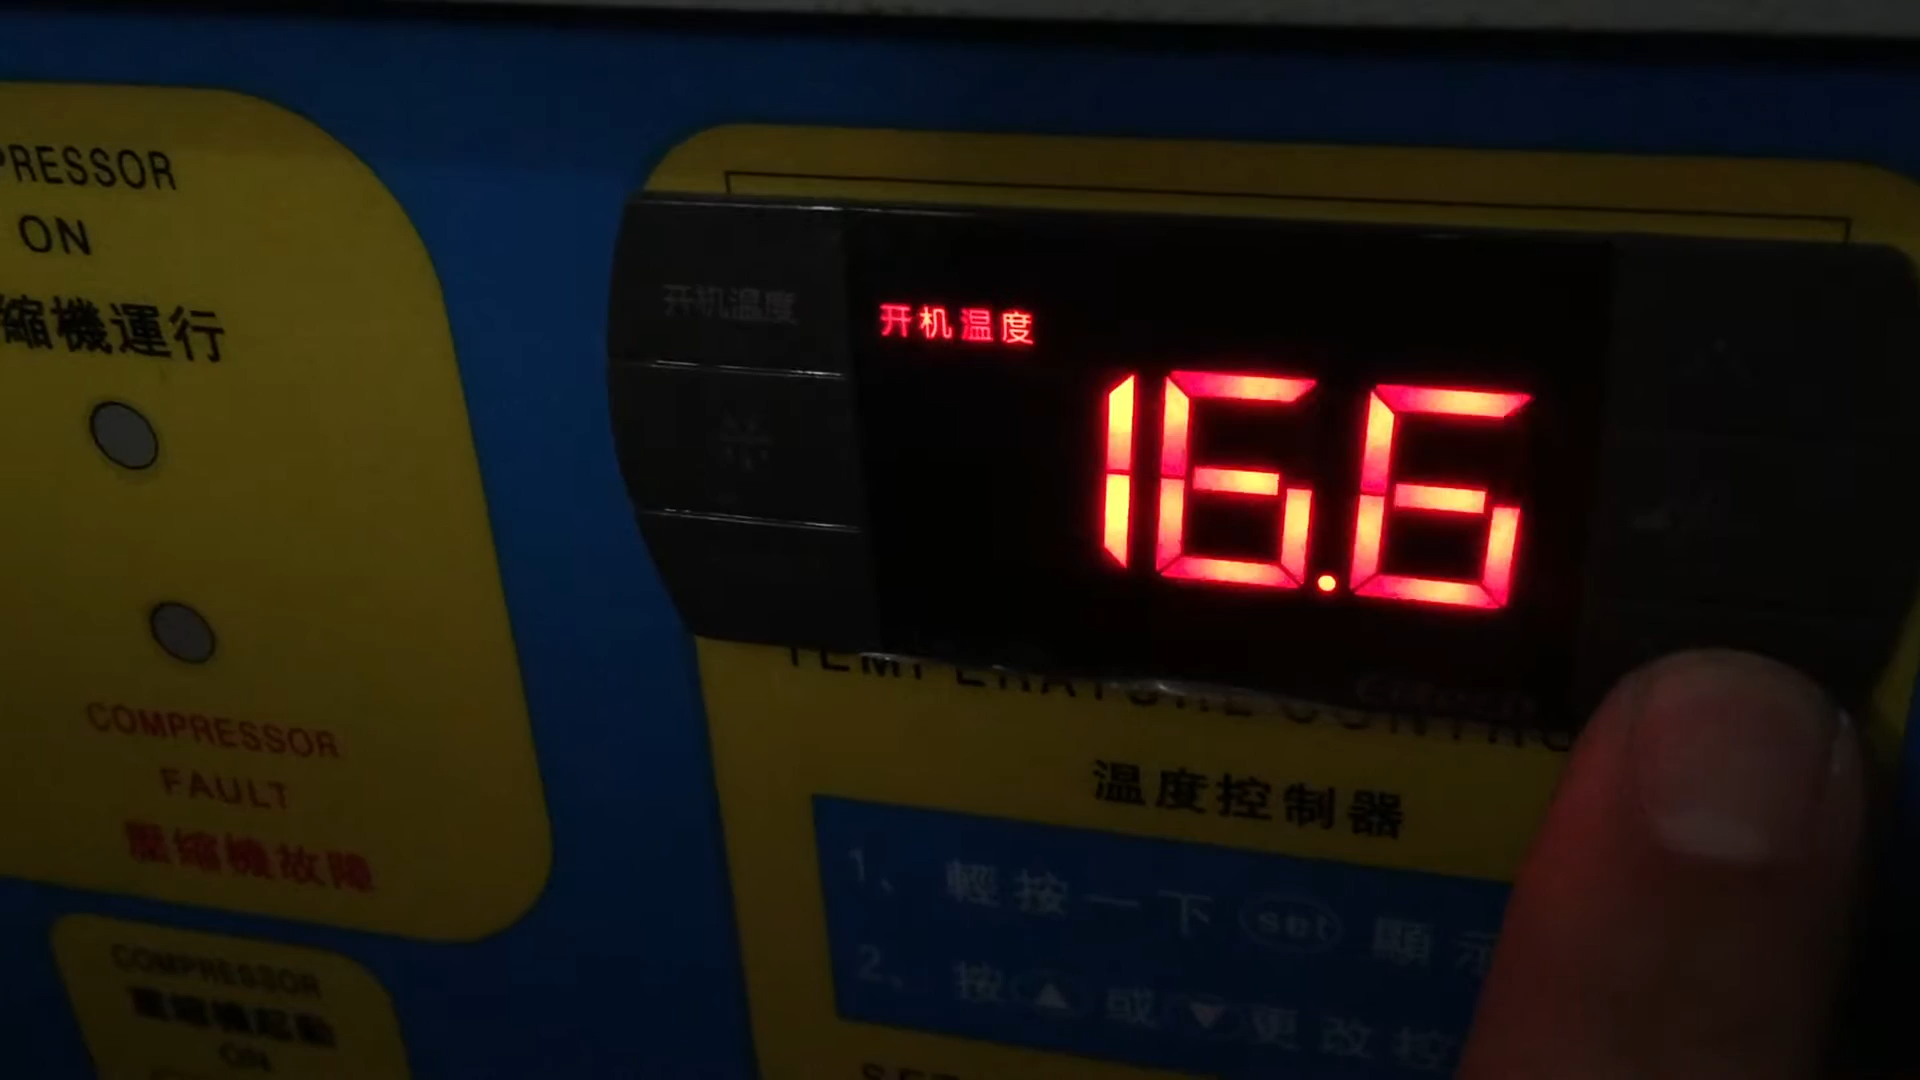 PRESSOR
ON
縮機運行
COMPRESSOR
FAULT
壓縮機故障
COMPRESSOR
壓縮機起動
ON
开机温度
开机温度
16.6
TEMPERATURE CONTRO
温度控制器
1、輕按一下 set 顯示
2、按▲或▼更改控
SET